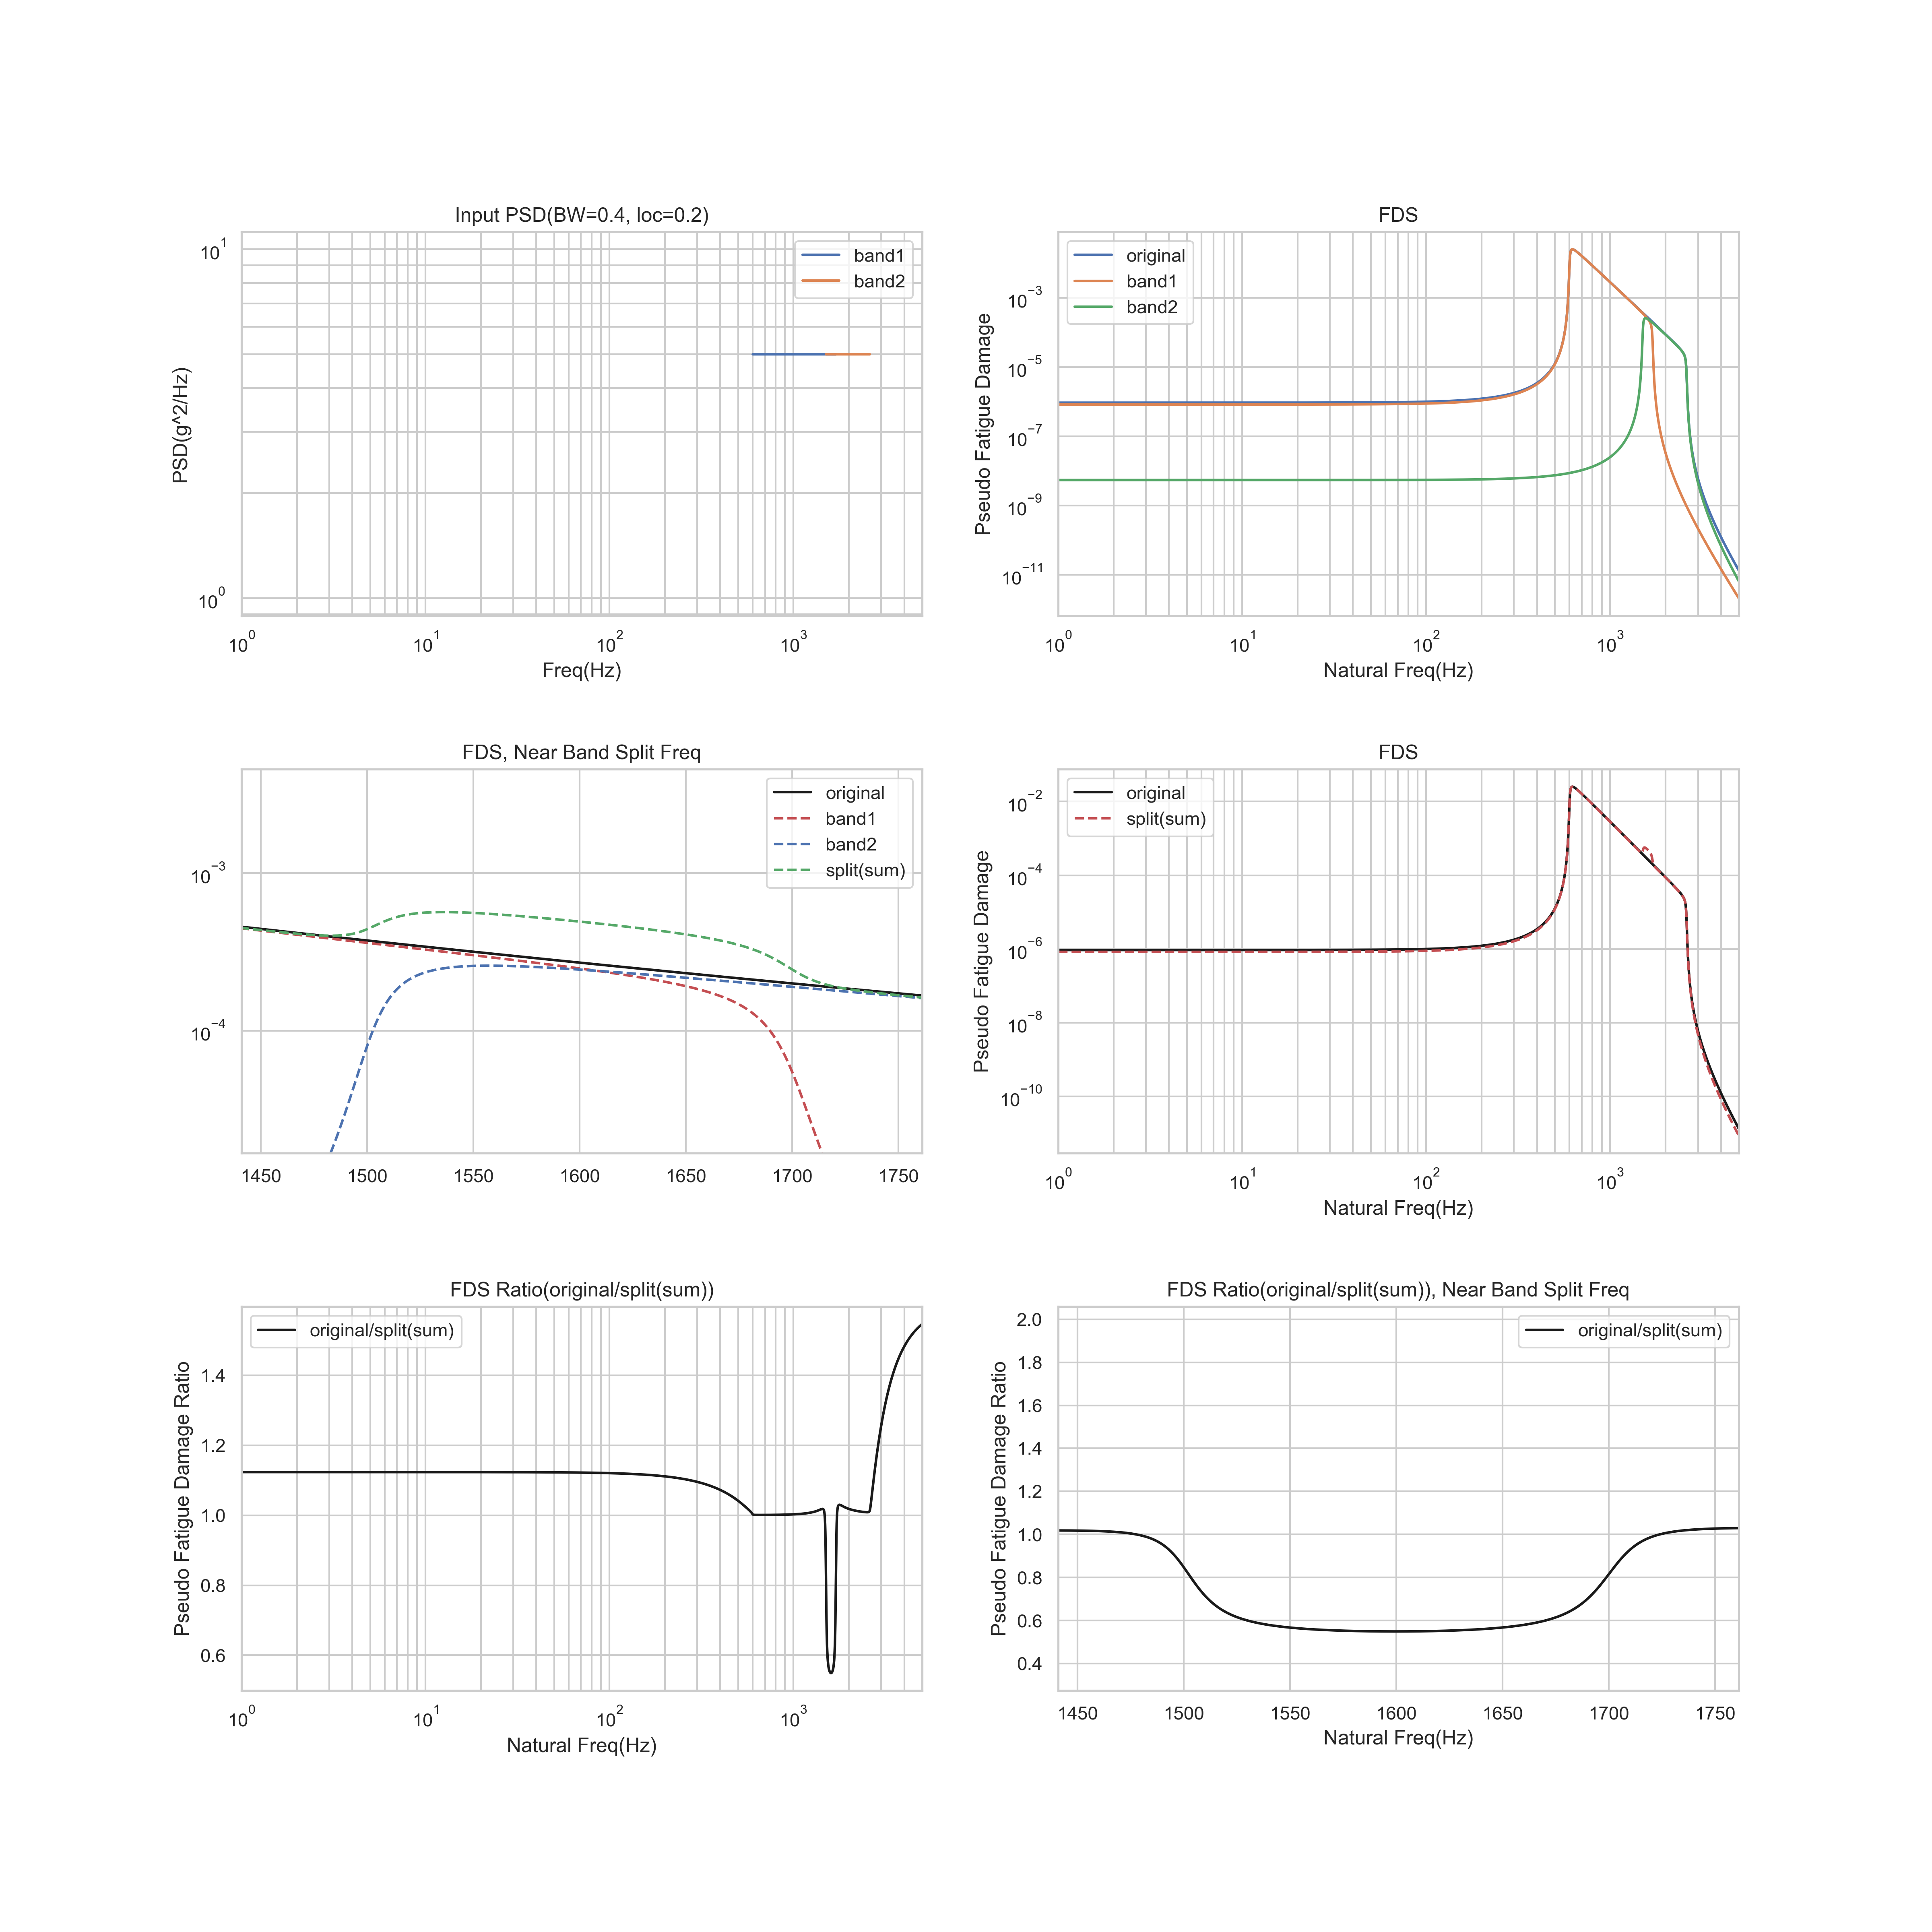 Input PSD(BW=0.4, loc=0.2)
10^1
10^0
PSD(g^2/Hz)
band1
band2
10^0 10^1 10^2 10^3
Freq(Hz)
FDS
10^-3
10^-5
10^-7
10^-9
10^-11
Pseudo Fatigue Damage
original
band1
band2
10^0 10^1 10^2 10^3
Natural Freq(Hz)
FDS, Near Band Split Freq
10^-3
10^-4
original
band1
band2
split(sum)
1450 1500 1550 1600 1650 1700 1750
FDS
10^-2
10^-4
10^-6
10^-8
10^-10
Pseudo Fatigue Damage
original
split(sum)
10^0 10^1 10^2 10^3
Natural Freq(Hz)
FDS Ratio(original/split(sum))
1.4
1.2
1.0
0.8
0.6
Pseudo Fatigue Damage Ratio
original/split(sum)
10^0 10^1 10^2 10^3
Natural Freq(Hz)
FDS Ratio(original/split(sum)), Near Band Split Freq
2.0
1.8
1.6
1.4
1.2
1.0
0.8
0.6
0.4
Pseudo Fatigue Damage Ratio
original/split(sum)
1450 1500 1550 1600 1650 1700 1750
Natural Freq(Hz)